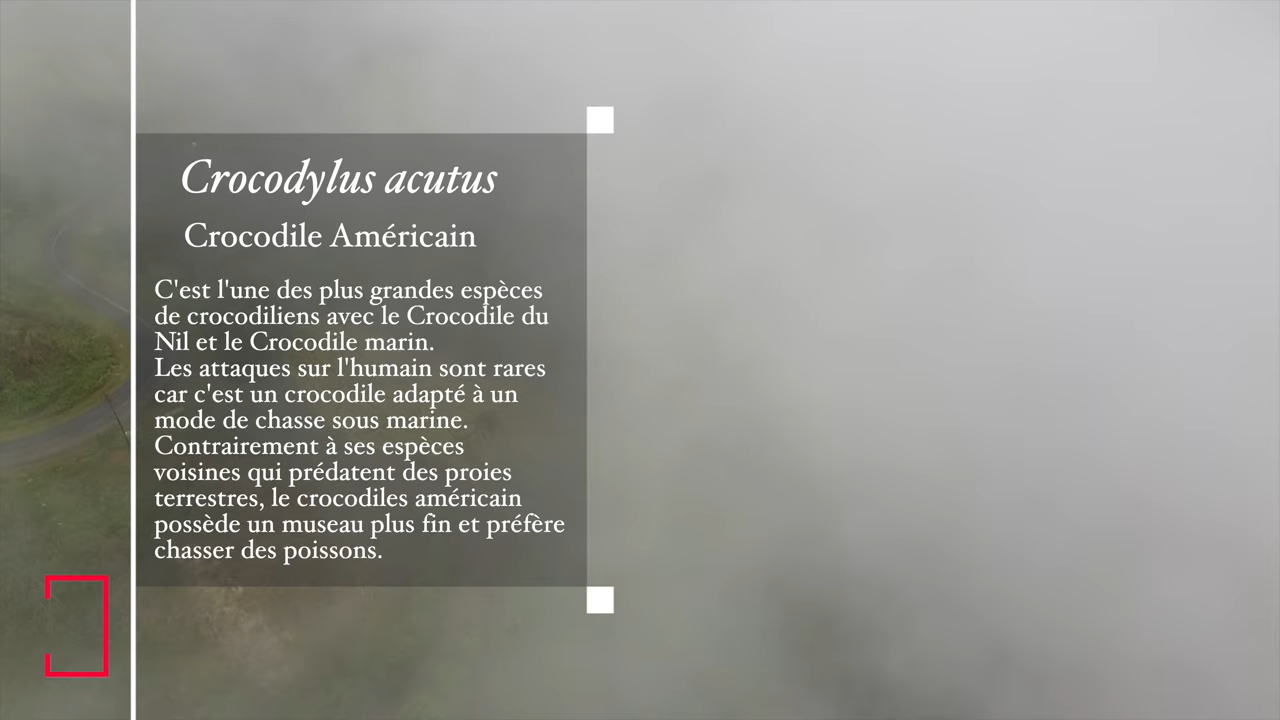 Crocodylus acutus
Crocodile Américain
C'est l'une des plus grandes espèces
de crocodiliens avec le Crocodile du
Nil et le Crocodile marin.
Les attaques sur l'humain sont rares
car c'est un crocodile adapté à un
mode de chasse sous marine.
Contrairement à ses espèces
voisines qui prédatent des proies
terrestres, le crocodiles américain
possède un museau plus fin et préfère
chasser des poissons.